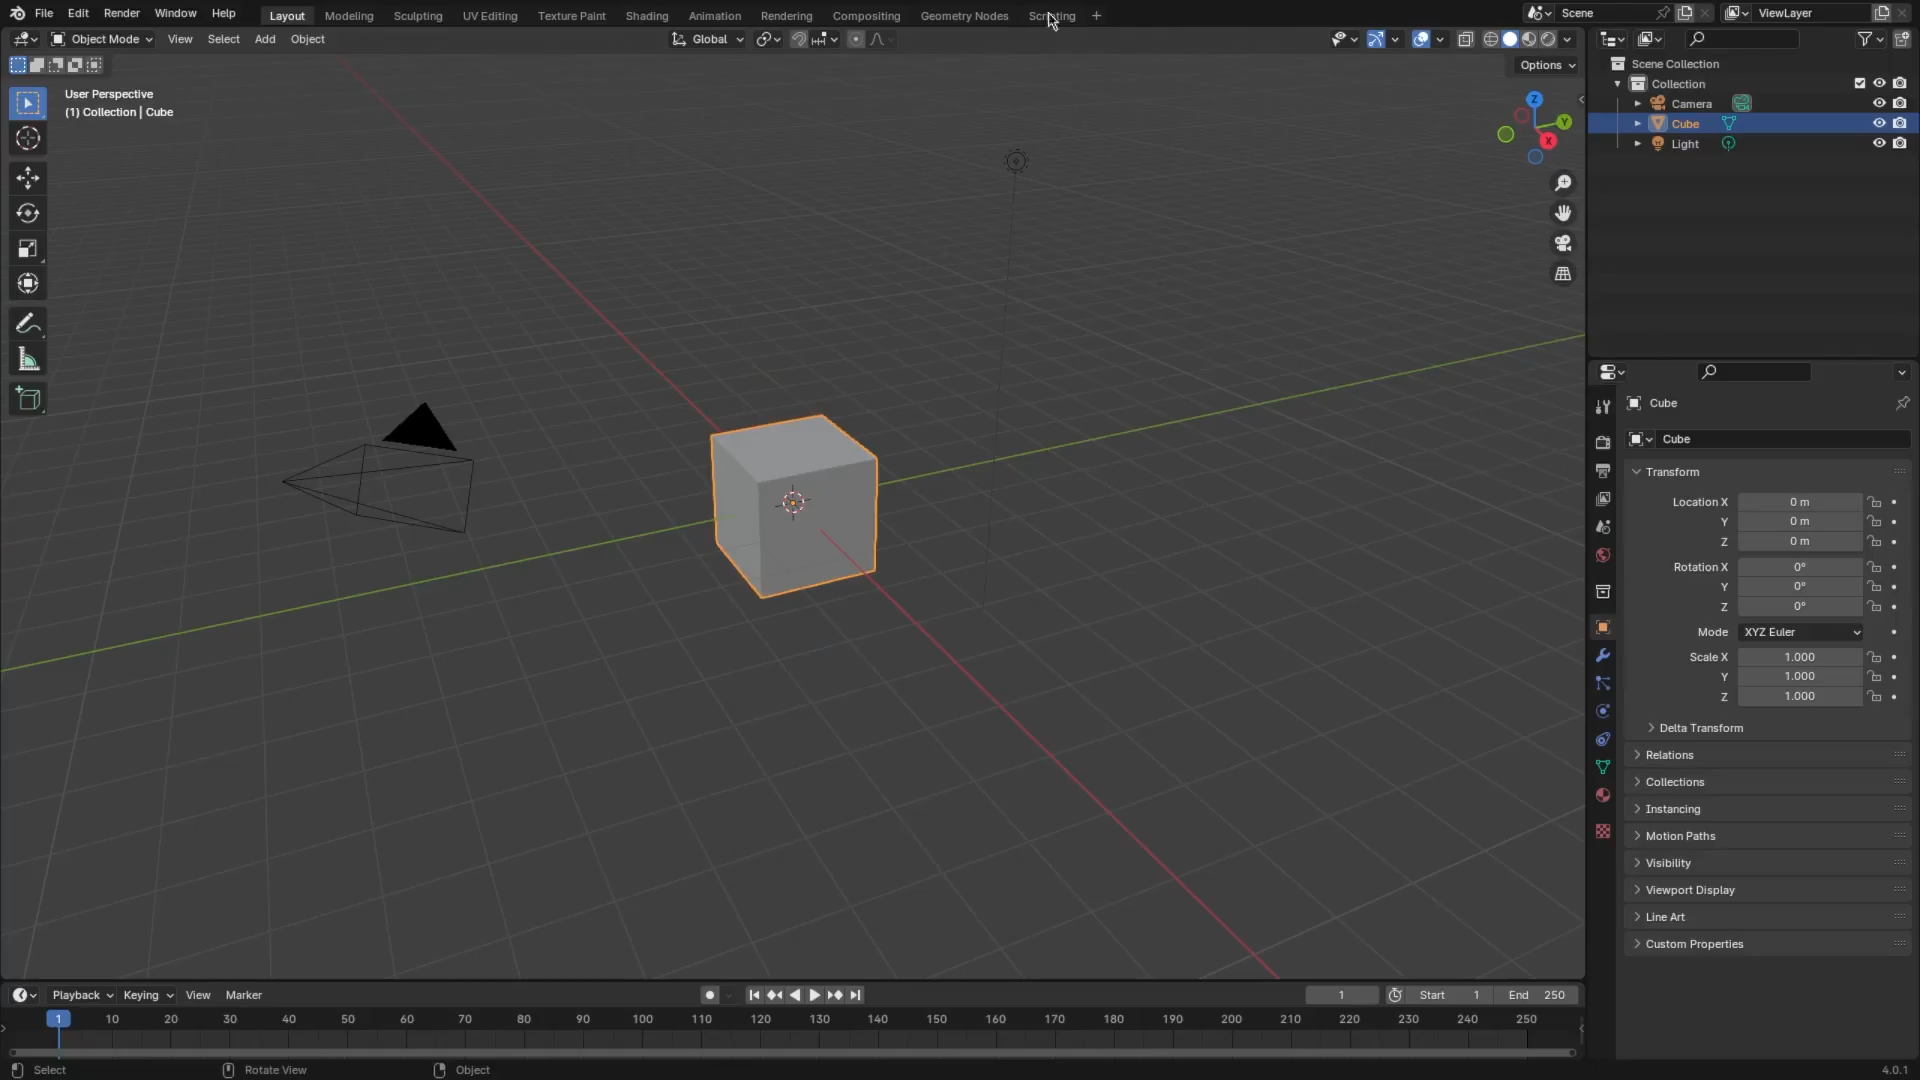 File Edit Render Window Help Layout Modeling Sculpting UV Editing Texture Paint Shading Animation Rendering Compositing Geometry Nodes Scripting + Scene ViewLayer
Object Mode View Select Add Object Global
Options
User Perspective
(1) Collection | Cube
Z
Y
X
Scene Collection
Collection
Camera
Cube
Light
Cube
Cube
Transform
Location X 0 m
Y 0 m
Z 0 m
Rotation X 0°
Y 0°
Z 0°
Mode XYZ Euler
Scale X 1.000
Y 1.000
Z 1.000
Delta Transform
Relations
Collections
Instancing
Motion Paths
Visibility
Viewport Display
Line Art
Custom Properties
Playback Keying View Marker 1 Start 1 End 250
1 10 20 30 40 50 60 70 80 90 100 110 120 130 140 150 160 170 180 190 200 210 220 230 240 250
Select Rotate View Object 4.0.1